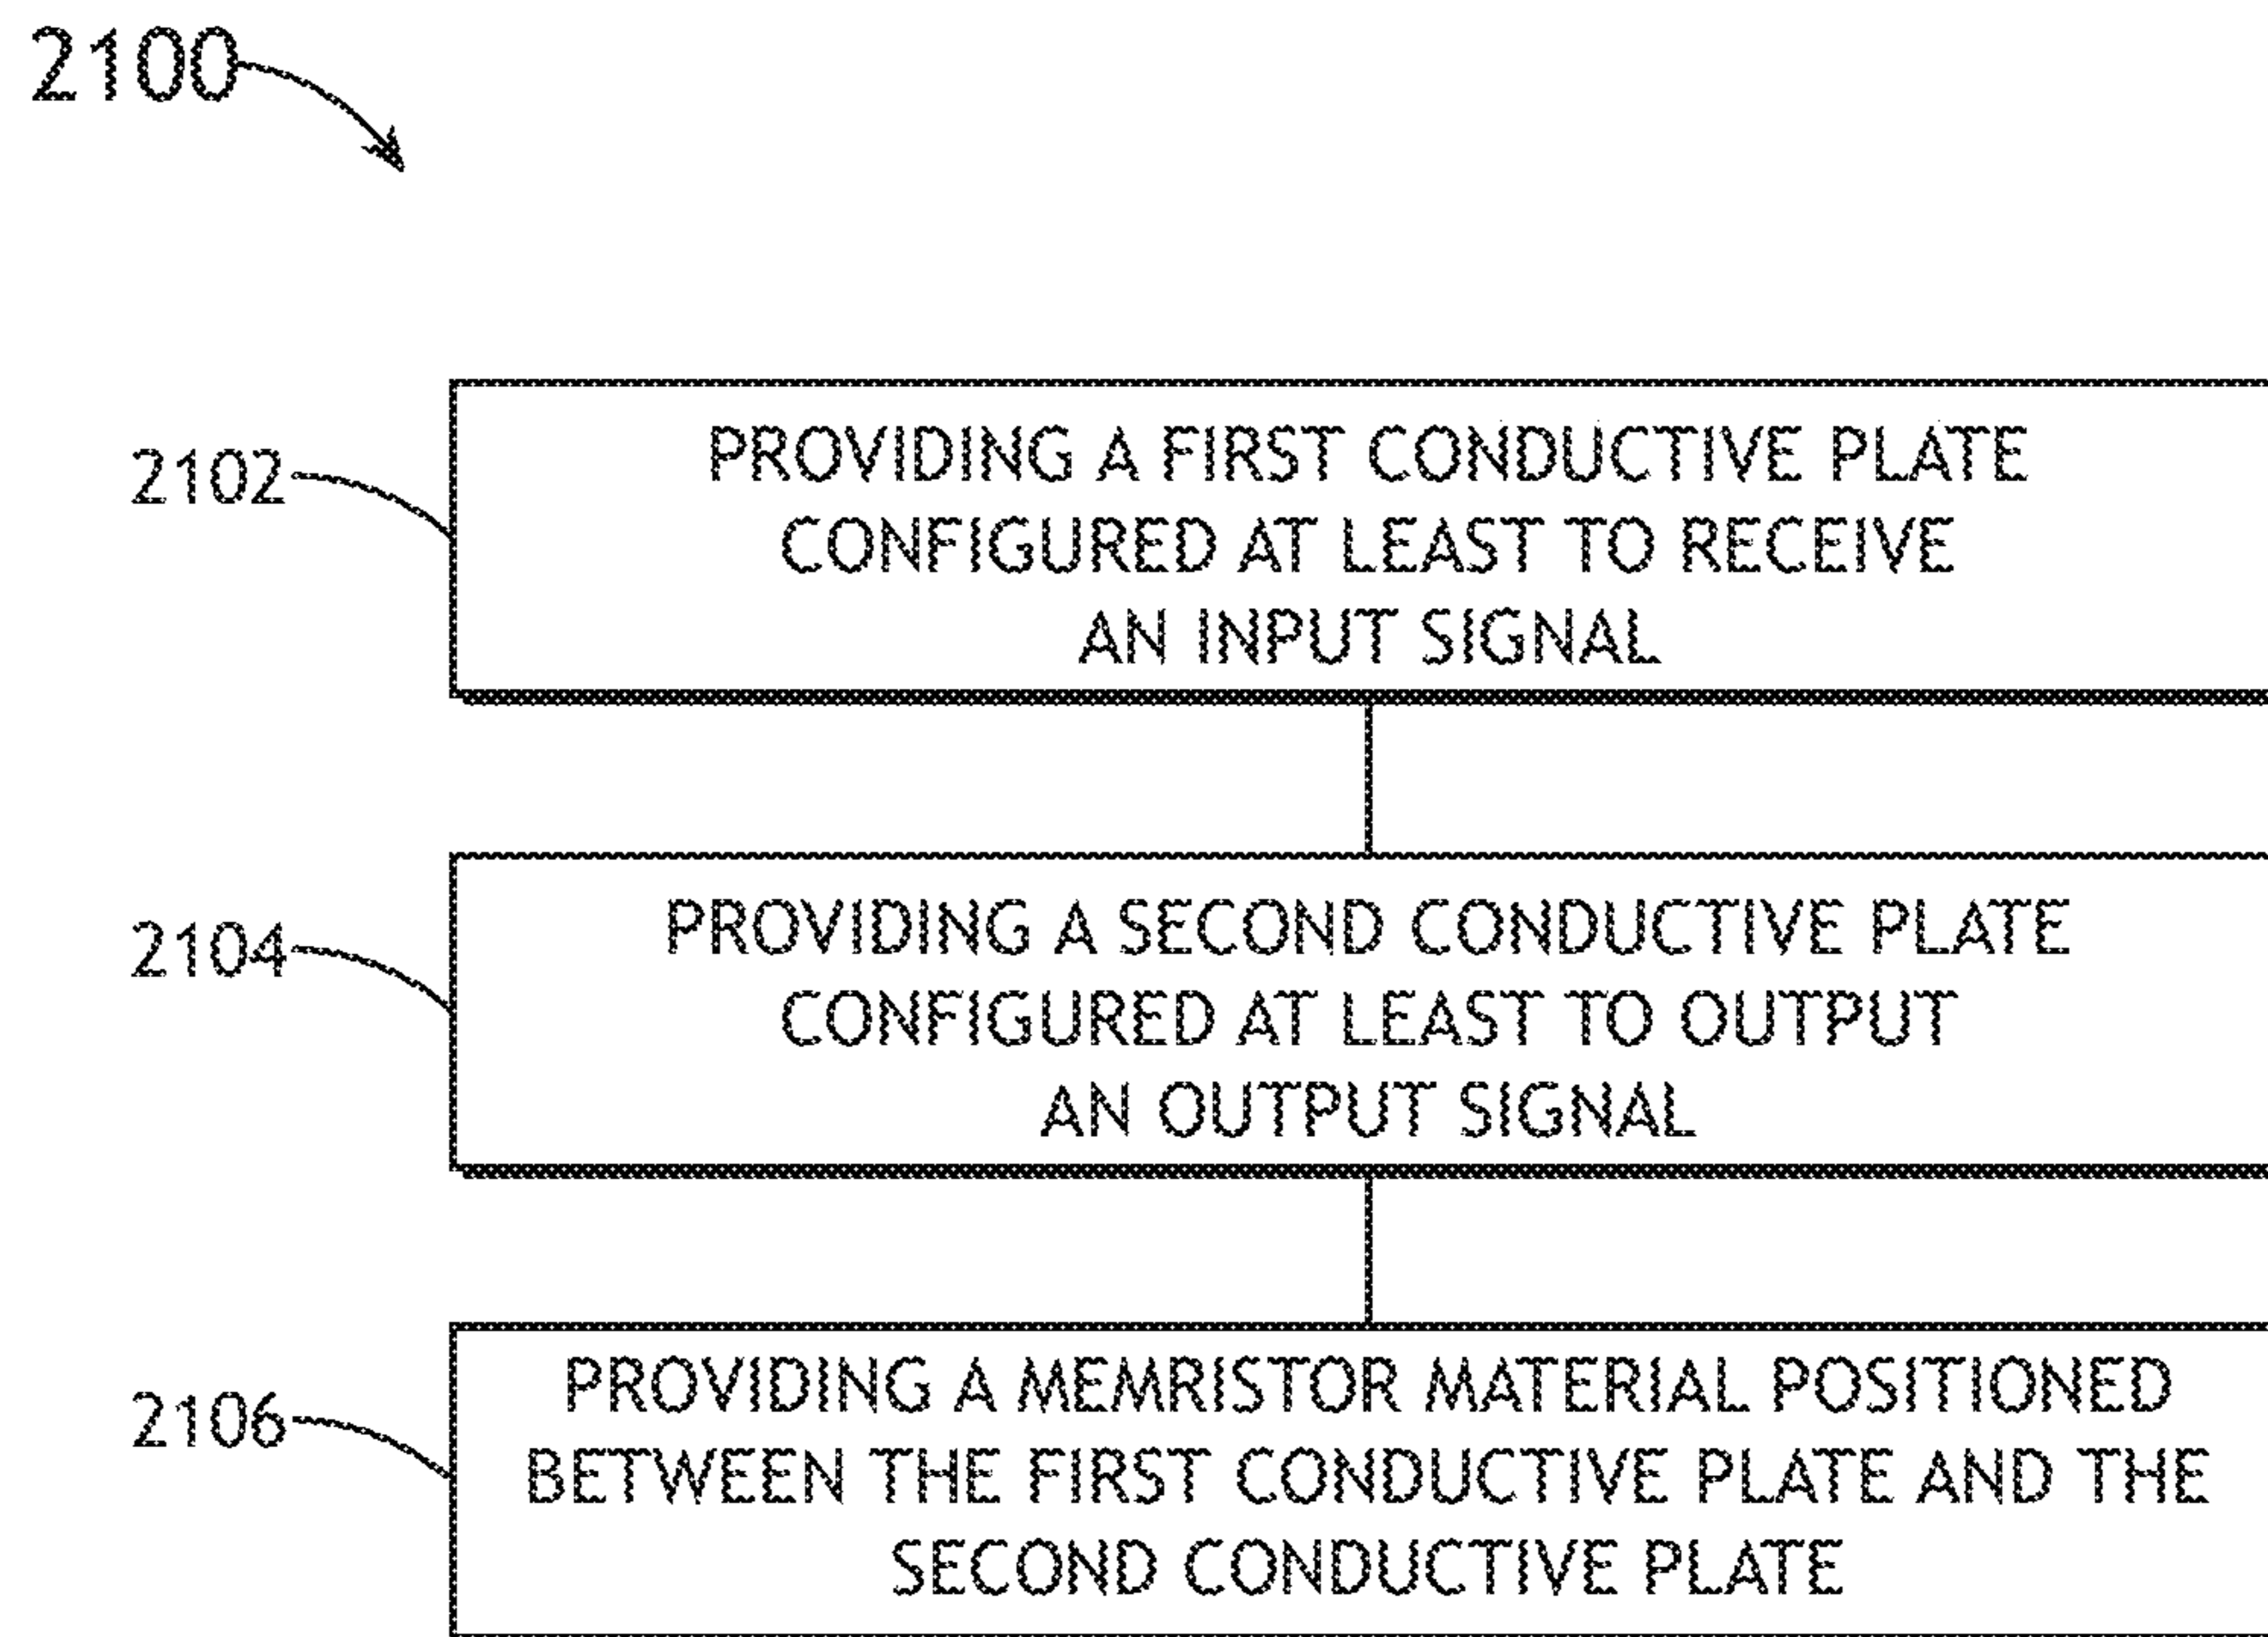 2100
2102
PROVIDING A FIRST CONDUCTIVE PLATE
CONFIGURED AT LEAST TO RECEIVE
AN INPUT SIGNAL
2104
PROVIDING A SECOND CONDUCTIVE PLATE
CONFIGURED AT LEAST TO OUTPUT
AN OUTPUT SIGNAL
2106
PROVIDING A MEMRISTOR MATERIAL POSITIONED
BETWEEN THE FIRST CONDUCTIVE PLATE AND THE
SECOND CONDUCTIVE PLATE